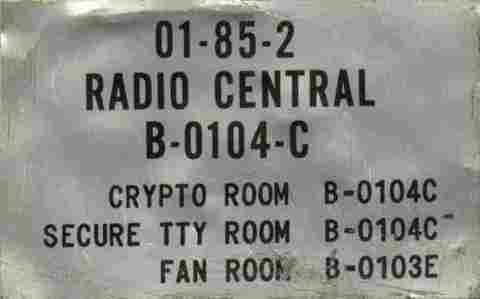 01-85-2
RADIO CENTRAL
B-0104-C
CRYPTO ROOM B-0104C
SECURE TTY ROOM B-0104C
FAN ROOM B-0103E